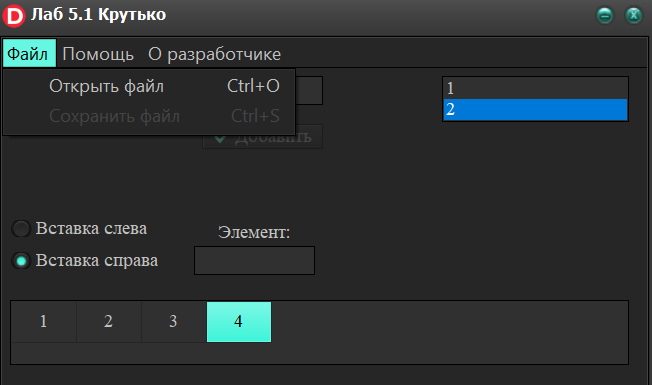 D Лаб 5.1 Крутько
Файл Помощь О разработчике
Открыть файл Ctrl+O
Сохранить файл Ctrl+S
1
2
Добавить
Вставка слева
Элемент:
Вставка справа
1 2 3 4